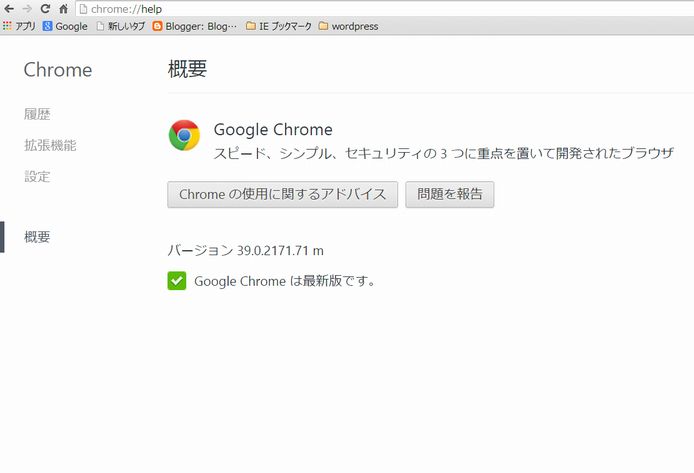 chrome://help
アプリ Google 新しいタブ Blogger: Blog… IE ブックマーク wordpress
Chrome
概要
履歴
拡張機能
設定
概要
Google Chrome
スピード、シンプル、セキュリティの 3 つに重点を置いて開発されたブラウザ
Chrome の使用に関するアドバイス 問題を報告
バージョン 39.0.2171.71 m
Google Chrome は最新版です。